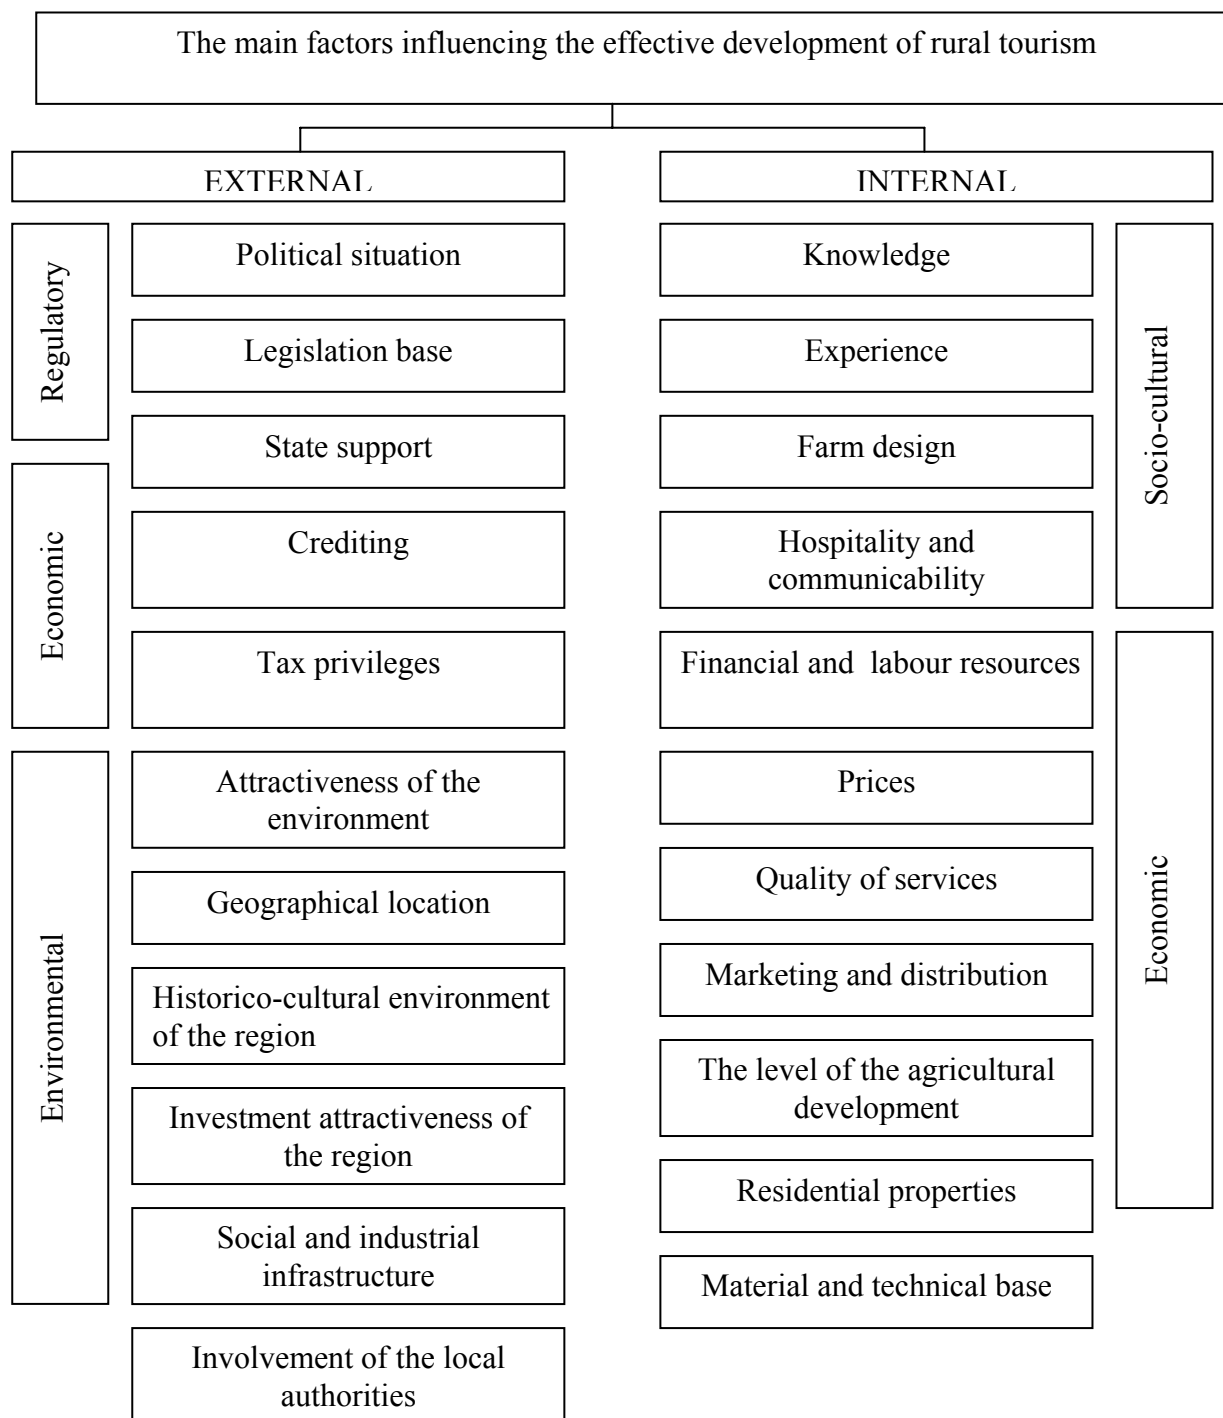 The main factors influencing the effective development of rural tourism
EXTERNAL
INTERNAL
Regulatory
Political situation
Legislation base
State support
Economic
Crediting
Tax privileges
Environmental
Attractiveness of the
environment
Geographical location
Historico-cultural environment
of the region
Investment attractiveness of
the region
Social and industrial
infrastructure
Involvement of the local
authorities
Knowledge
Experience
Farm design
Hospitality and
communicability
Socio-cultural
Financial and labour resources
Prices
Quality of services
Marketing and distribution
The level of the agricultural
development
Residential properties
Material and technical base
Economic